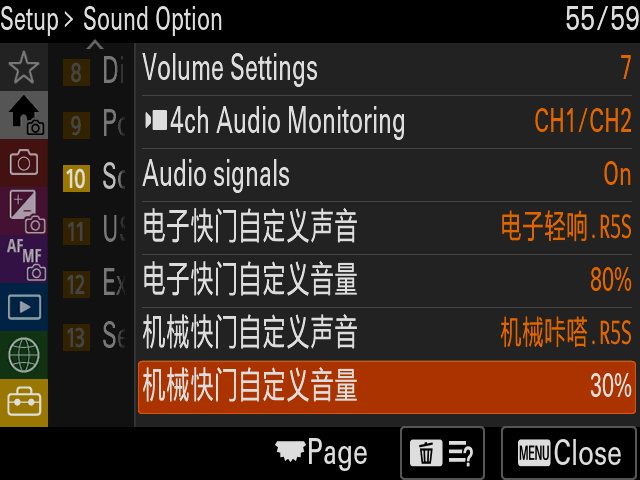 Setup> Sound Option 55/59
8 Di
Volume Settings 7
9 Po
4ch Audio Monitoring CH1/CH2
10 So
Audio signals On
11 US
电子快门自定义声音 电子轻响.R5S
12 Ex
电子快门自定义音量 80%
13 Se
机械快门自定义声音 机械咔嗒.R5S
机械快门自定义音量 30%
AF MF
Page ? MENU Close